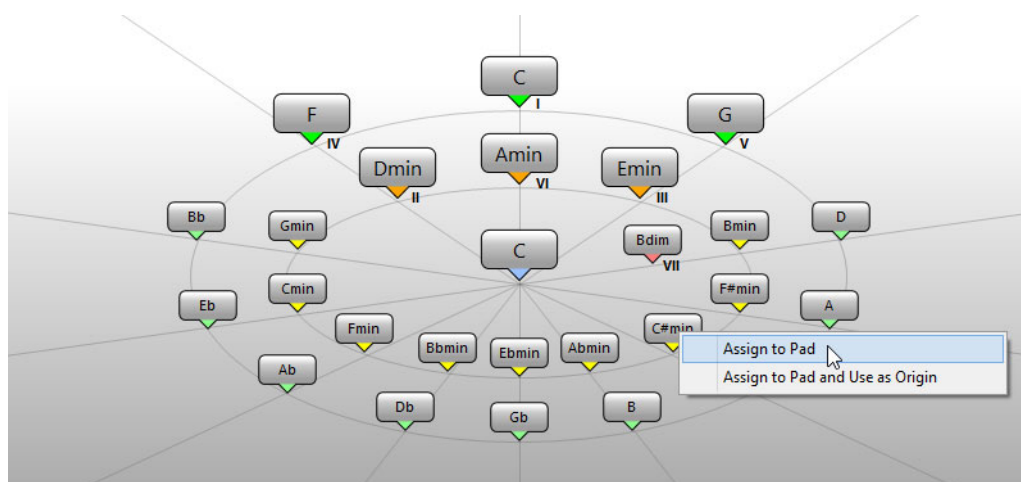 C
I
F
IV
G
V
Dmin
II
Amin
VI
Emin
III
Bb
Gmin
C
Bdim
VII
Bmin
D
Eb
Cmin
F#min
A
Fmin
Bbmin
Ebmin
Abmin
C#min
Assign to Pad
Assign to Pad and Use as Origin
Ab
Db
Gb
B